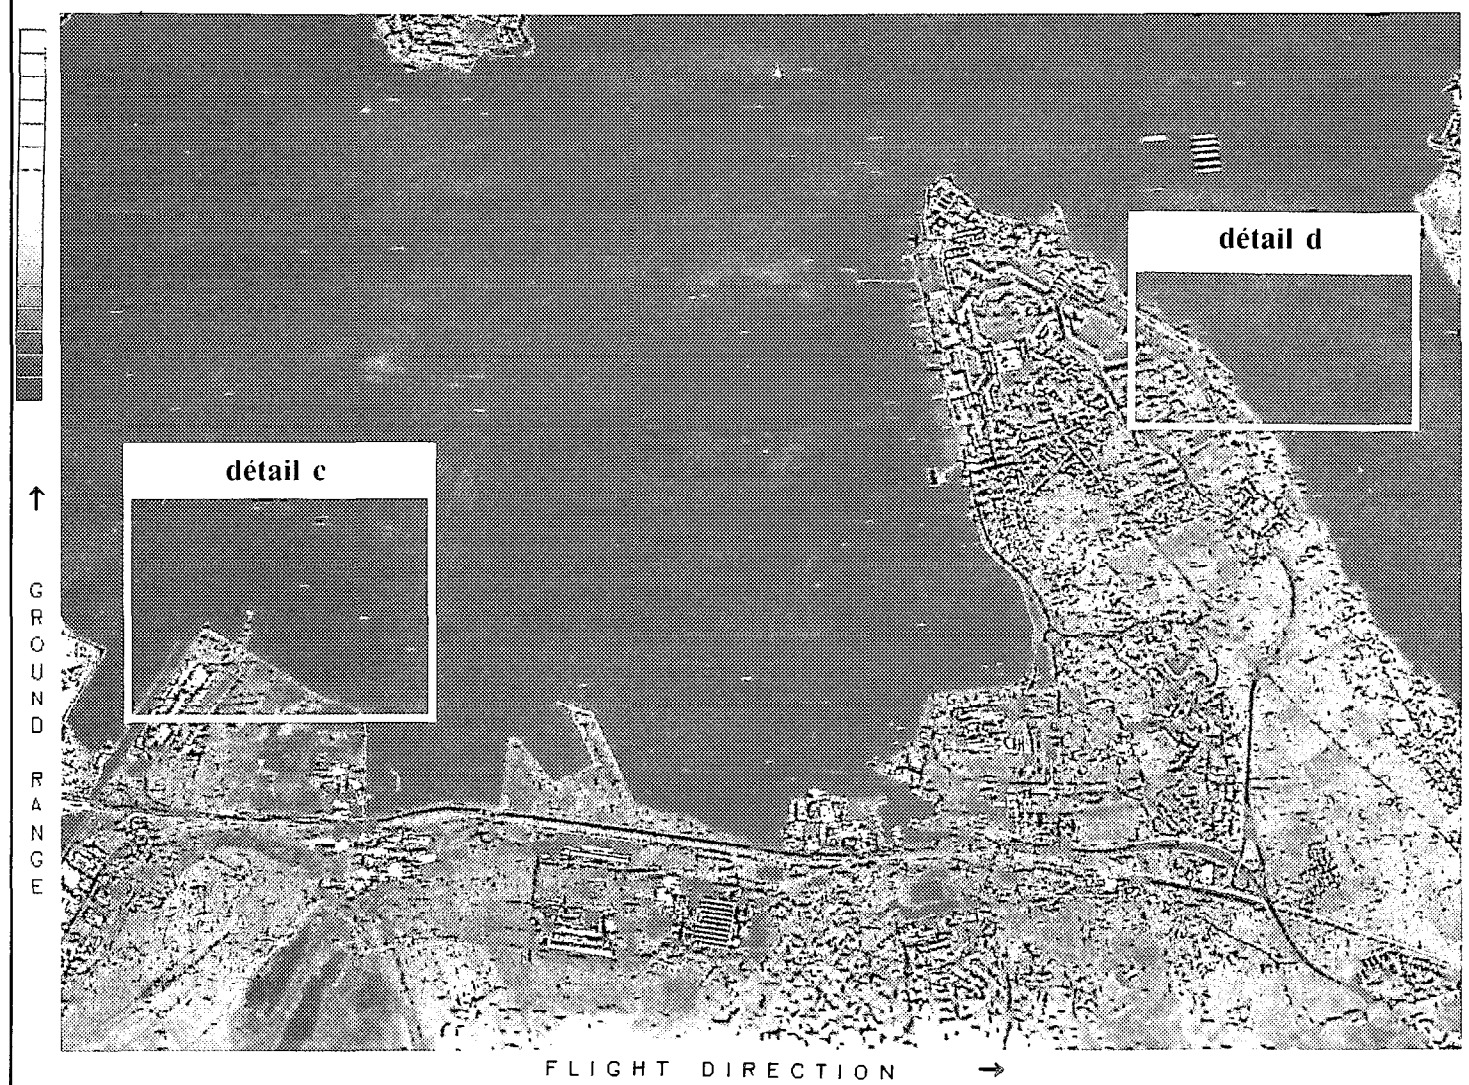 détail d
détail c
↑ GROUND RANGE
FLIGHT DIRECTION →